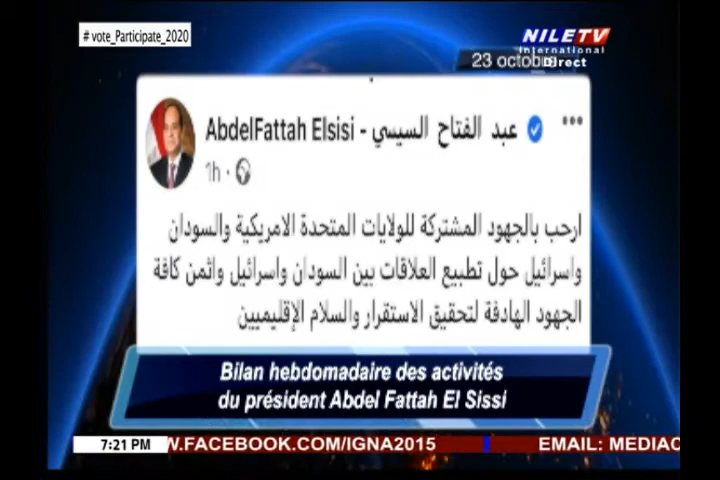 # vote_Participate_2020
NILE TV
International
Direct
23 octobre
AbdelFattah Elsisi - عبد الفتاح السيسي
1h ·
ارحب بالجهود المشتركة للولايات المتحدة الامريكية والسودان
واسرائيل حول تطبيع العلاقات بين السودان واسرائيل واثمن كافة
الجهود الهادفة لتحقيق الاستقرار والسلام الإقليميين
Bilan hebdomadaire des activités
du président Abdel Fattah El Sissi
7:21 PM W.FACEBOOK.COM/IGNA2015 EMAIL: MEDIAC